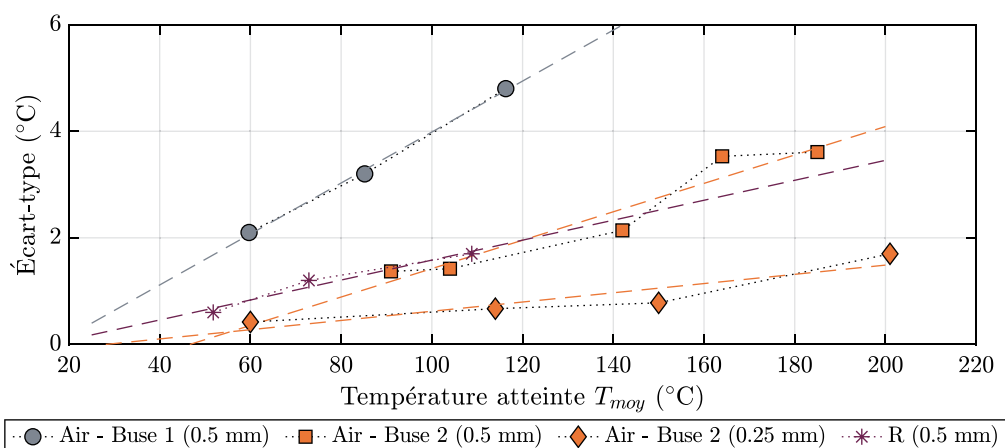 6
4
2
0
Écart-type (°C)
20 40 60 80 100 120 140 160 180 200 220
Température atteinte T_moy (°C)
Air - Buse 1 (0.5 mm) Air - Buse 2 (0.5 mm) Air - Buse 2 (0.25 mm) R (0.5 mm)